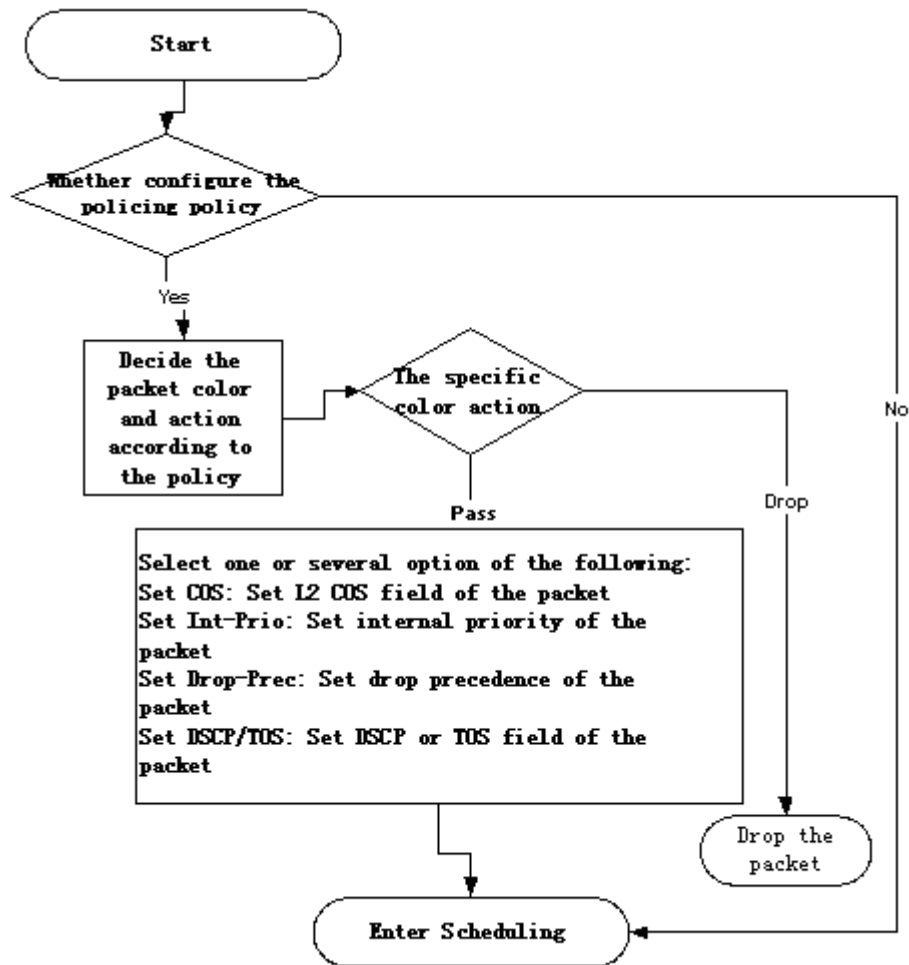 Start
Whether configure the
policing policy
Yes
No
Decide the
packet color
and action
according to
the policy
The specific
color action
Drop
Pass
Select one or several option of the following:
Set COS: Set L2 COS field of the packet
Set Int-Prio: Set internal priority of the
packet
Set Drop-Prec: Set drop precedence of the
packet
Set DSCP/TOS: Set DSCP or TOS field of the
packet
Drop the
packet
Enter Scheduling